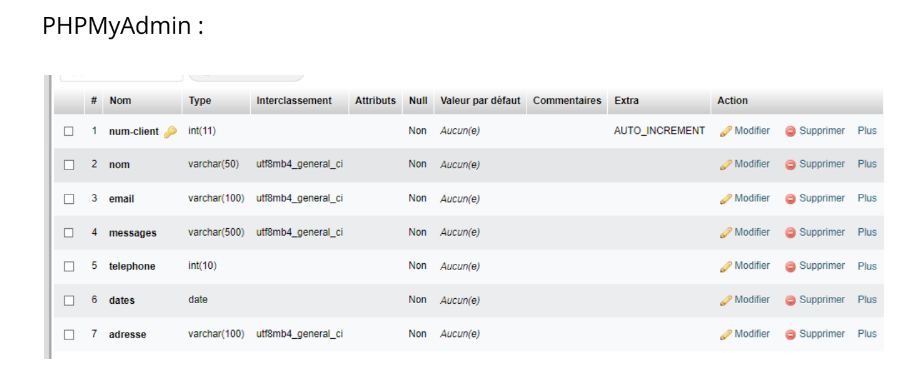 PHPMyAdmin :
# Nom Type Interclassement Attributs Null Valeur par défaut Commentaires Extra Action
1 num-client int(11) Non Aucun(e) AUTO_INCREMENT Modifier Supprimer Plus
2 nom varchar(50) utf8mb4_general_ci Non Aucun(e) Modifier Supprimer Plus
3 email varchar(100) utf8mb4_general_ci Non Aucun(e) Modifier Supprimer Plus
4 messages varchar(500) utf8mb4_general_ci Non Aucun(e) Modifier Supprimer Plus
5 telephone int(10) Non Aucun(e) Modifier Supprimer Plus
6 dates date Non Aucun(e) Modifier Supprimer Plus
7 adresse varchar(100) utf8mb4_general_ci Non Aucun(e) Modifier Supprimer Plus